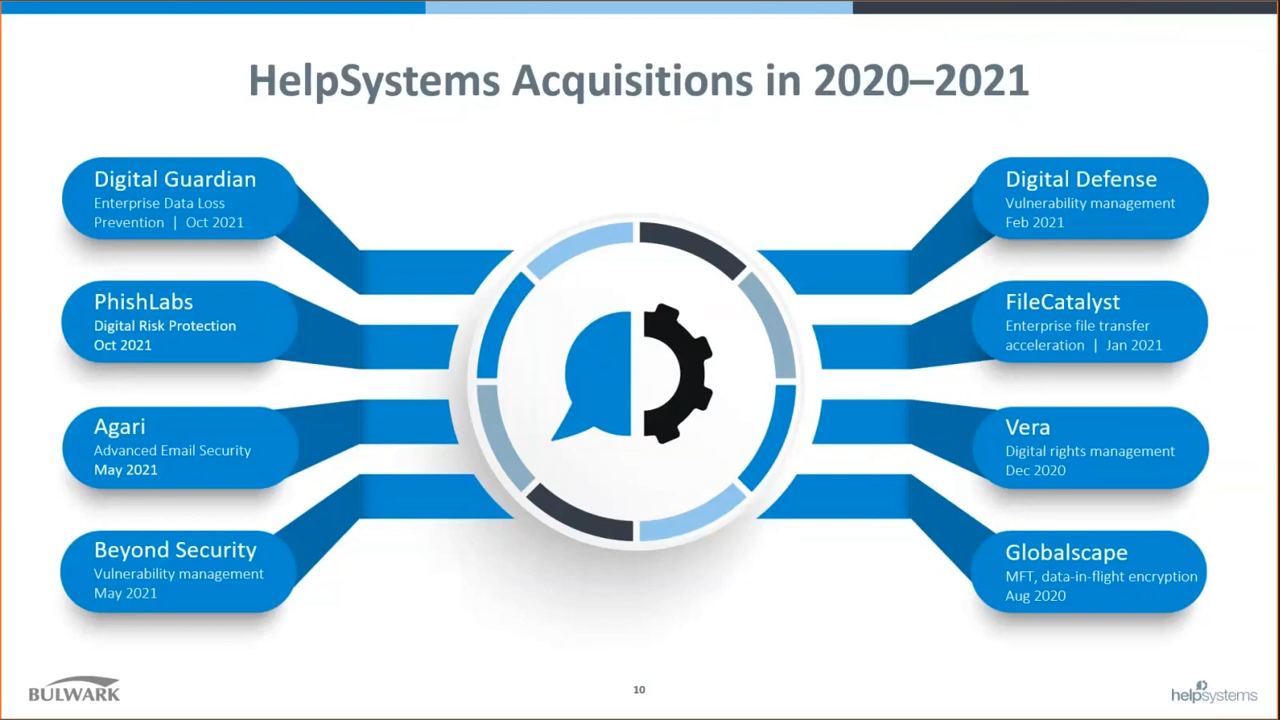 HelpSystems Acquisitions in 2020–2021
Digital Guardian
Enterprise Data Loss
Prevention | Oct 2021
PhishLabs
Digital Risk Protection
Oct 2021
Agari
Advanced Email Security
May 2021
Beyond Security
Vulnerability management
May 2021
Digital Defense
Vulnerability management
Feb 2021
FileCatalyst
Enterprise file transfer
acceleration | Jan 2021
Vera
Digital rights management
Dec 2020
Globalscape
MFT, data-in-flight encryption
Aug 2020
BULWARK
10
helpsystems